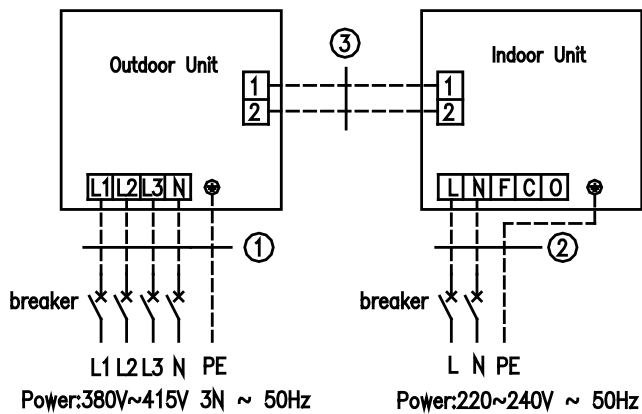 Outdoor Unit
1
2
3
Indoor Unit
1
2
L1 L2 L3 N
L N F C O
1
2
breaker
breaker
L1 L2 L3 N PE
L N PE
Power:380V~415V 3N ~ 50Hz
Power:220~240V ~ 50Hz